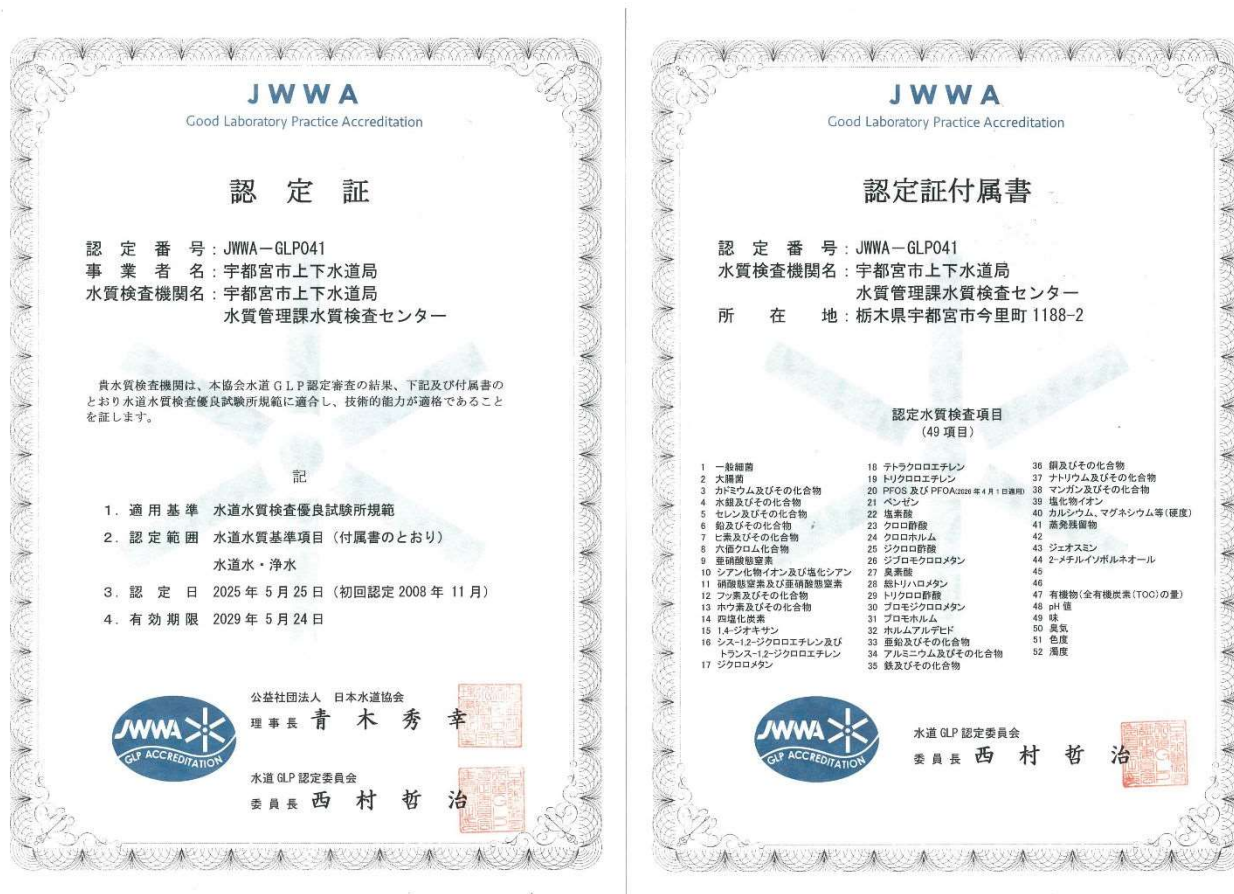 JWWA
Good Laboratory Practice Accreditation
認定証
認定番号：JWWA－GLP041
事業者名：宇都宮市上下水道局
水質検査機関名：宇都宮市上下水道局
水質管理課水質検査センター
貴水質検査機関は、本協会水道ＧＬＰ認定審査の結果、下記及び付属書の
とおり水道水質検査優良試験所規範に適合し、技術的能力が適格であること
を証します。
記
１．適用基準 水道水質検査優良試験所規範
２．認定範囲 水道水質基準項目（付属書のとおり）
水道水・浄水
３．認定日 2025年5月25日（初回認定2008年11月）
４．有効期限 2029年5月24日
公益社団法人 日本水道協会
理事長 青木秀幸
水道GLP認定委員会
委員長 西村哲治
JWWA
GLP ACCREDITATION
JWWA
Good Laboratory Practice Accreditation
認定証付属書
認定番号：JWWA－GLP041
水質検査機関名：宇都宮市上下水道局
水質管理課水質検査センター
所在地：栃木県宇都宮市今里町1188-2
認定水質検査項目
（49項目）
1 一般細菌
2 大腸菌
3 カドミウム及びその化合物
4 水銀及びその化合物
5 セレン及びその化合物
6 鉛及びその化合物
7 ヒ素及びその化合物
8 六価クロム化合物
9 亜硝酸態窒素
10 シアン化物イオン及び塩化シアン
11 硝酸態窒素及び亜硝酸態窒素
12 フッ素及びその化合物
13 ホウ素及びその化合物
14 四塩化炭素
15 1,4-ジオキサン
16 シス-1,2-ジクロロエチレン及び
トランス-1,2-ジクロロエチレン
17 ジクロロメタン
18 テトラクロロエチレン
19 トリクロロエチレン
20 PFOS及びPFOA(2026年4月1日適用)
21 ベンゼン
22 塩素酸
23 クロロ酢酸
24 クロロホルム
25 ジクロロ酢酸
26 ジブロモクロロメタン
27 臭素酸
28 総トリハロメタン
29 トリクロロ酢酸
30 ブロモジクロロメタン
31 ブロモホルム
32 ホルムアルデヒド
33 亜鉛及びその化合物
34 アルミニウム及びその化合物
35 鉄及びその化合物
36 銅及びその化合物
37 ナトリウム及びその化合物
38 マンガン及びその化合物
39 塩化物イオン
40 カルシウム、マグネシウム等（硬度）
41 蒸発残留物
42
43 ジェオスミン
44 2-メチルイソボルネオール
45
46
47 有機物(全有機炭素(TOC)の量)
48 pH値
49 味
50 臭気
51 色度
52 濁度
水道GLP認定委員会
委員長 西村哲治
JWWA
GLP ACCREDITATION